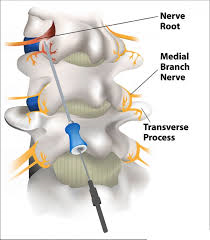 Nerve
Root
Medial
Branch
Nerve
Transverse
Process